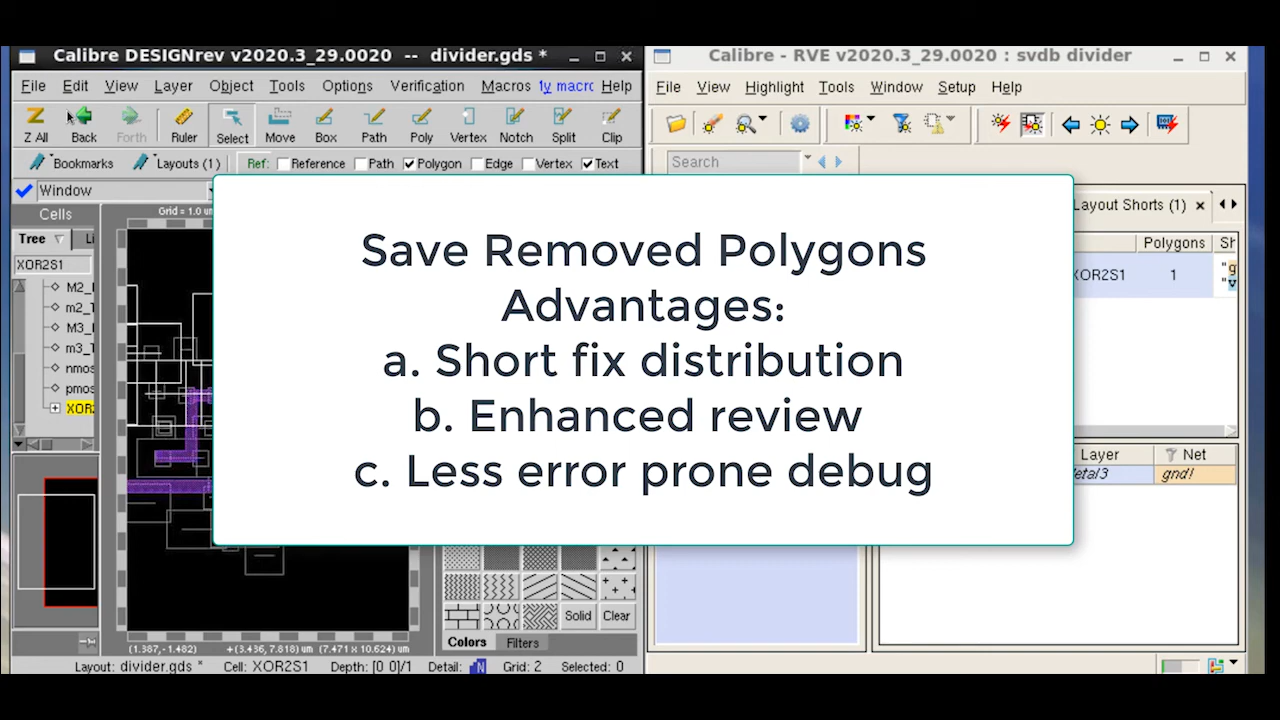 Calibre DESIGNrev v2020.3_29.0020 -- divider.gds *
File Edit View Layer Object Tools Options Verification Macros Help
Z All Back Forth Ruler Select Move Box Path Poly Vertex Notch Split Clip
Bookmarks Layouts (1) Ref: Reference Path Polygon Edge Vertex Text
Window
Cells
Grid = 1.0 u
Tree
XOR2S1
M2_
m2_T
M3_
m3_T
nmos
pmos
XOR
Calibre - RVE v2020.3_29.0020 : svdb divider
File View Highlight Tools Window Setup Help
Search
Layout Shorts (1)
Polygons
XOR2S1 1
Layer Net
gnd!
Save Removed Polygons
Advantages:
a. Short fix distribution
b. Enhanced review
c. Less error prone debug
Solid Clear
Colors Filters
(1.387, -1.482) +(3.436, 7.818) um (7.471 x 10.624) um
Layout: divider.gds * Cell: XOR2S1 Depth: [0 0]/1 Detail: Grid: 2 Selected: 0